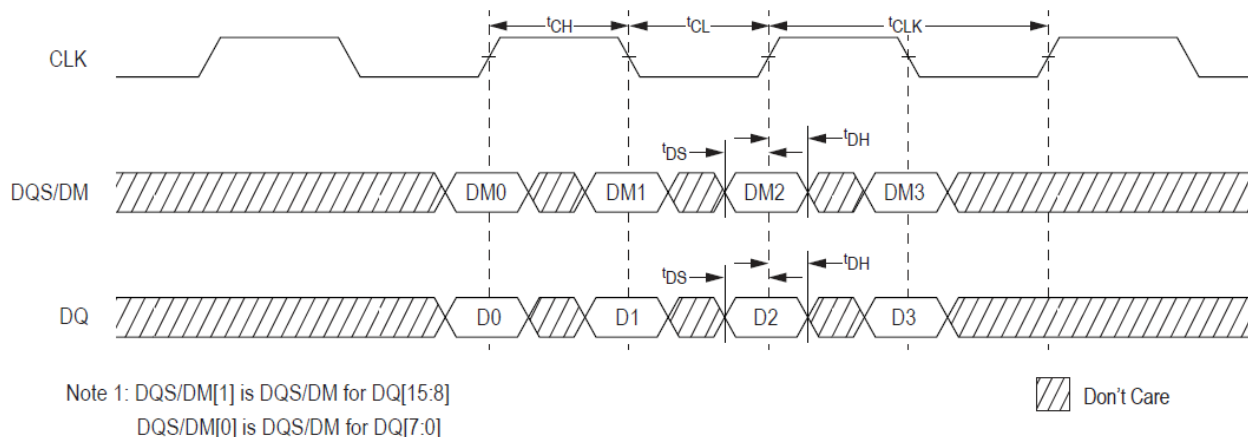 tCH tCL tCLK
CLK
tDS tDH
DQS/DM DM0 DM1 DM2 DM3
tDS tDH
DQ D0 D1 D2 D3
Note 1: DQS/DM[1] is DQS/DM for DQ[15:8]
DQS/DM[0] is DQS/DM for DQ[7:0]
Don't Care